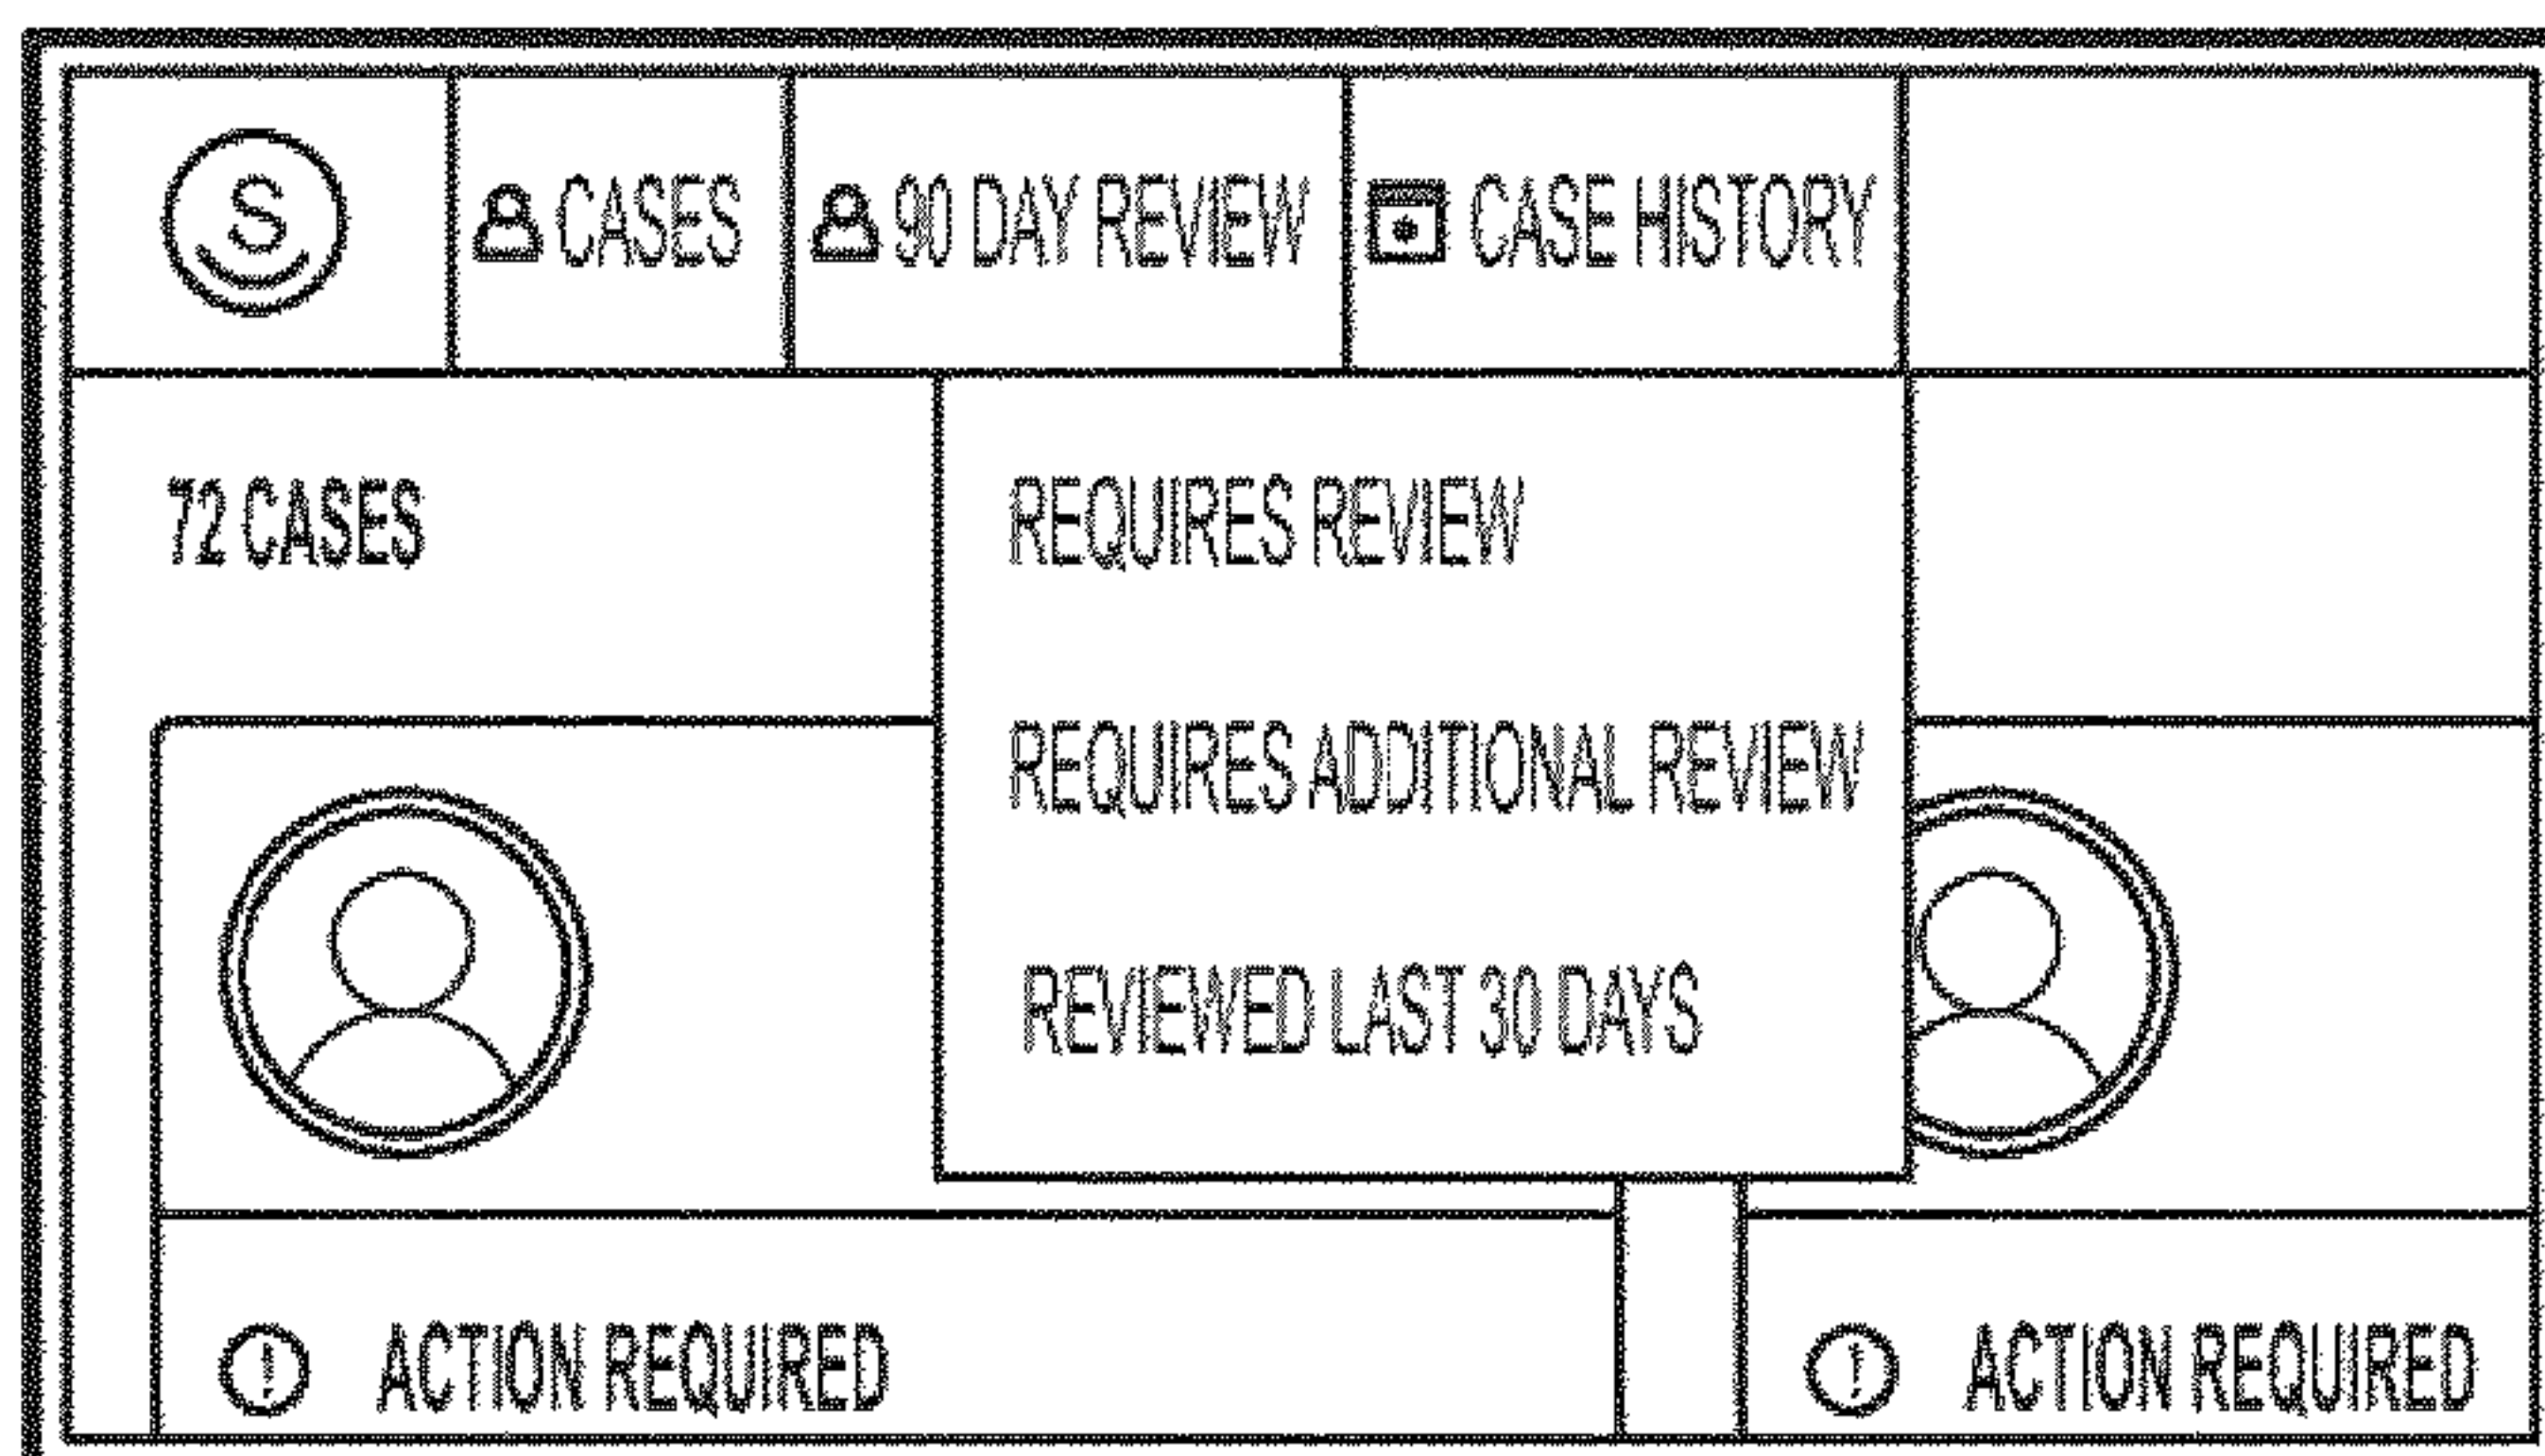 S
CASES
90 DAY REVIEW
CASE HISTORY
72 CASES
REQUIRES REVIEW
REQUIRES ADDITIONAL REVIEW
REVIEWED LAST 30 DAYS
! ACTION REQUIRED
! ACTION REQUIRED